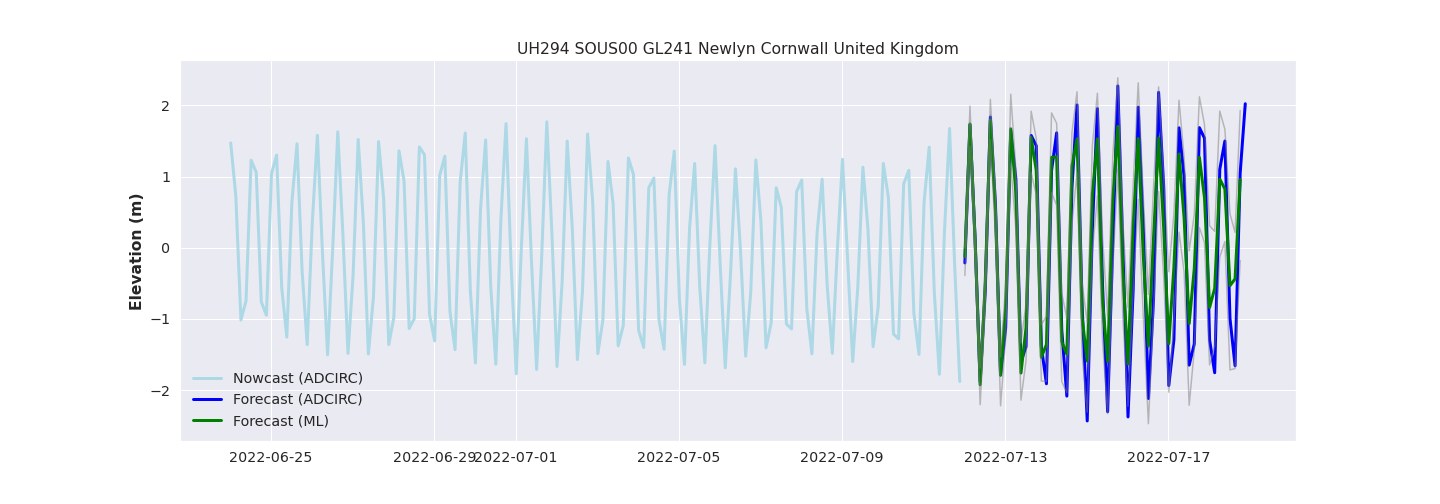 UH294 SOUS00 GL241 Newlyn Cornwall United Kingdom
Elevation (m)
2
1
0
−1
−2
Nowcast (ADCIRC)
Forecast (ADCIRC)
Forecast (ML)
2022-06-25 2022-06-29 2022-07-01 2022-07-05 2022-07-09 2022-07-13 2022-07-17